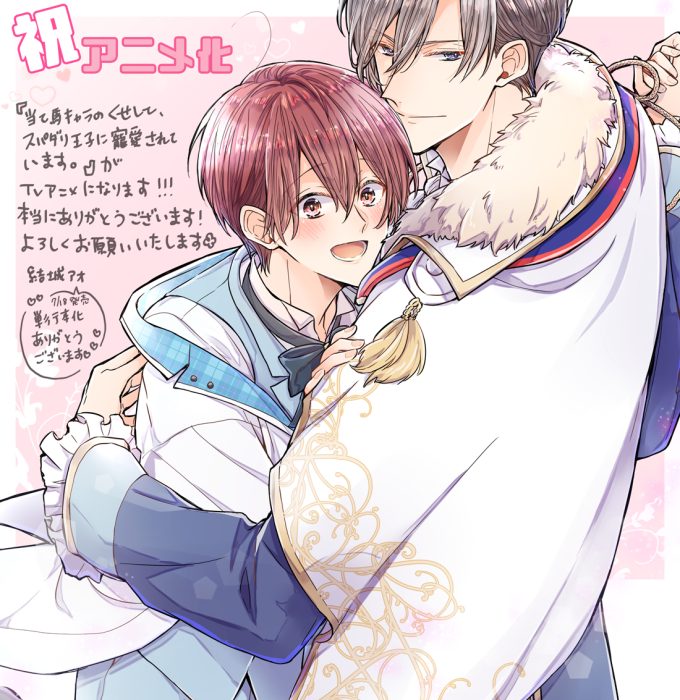 祝アニメ化
『当て馬キャラのくせして、
スパダリ王子に寵愛されて
います。』が
TVアニメになります!!!
本当にありがとうございます!
よろしくお願いいたします
結城アオ
7/18発売
単行本化
ありがとう
ございます